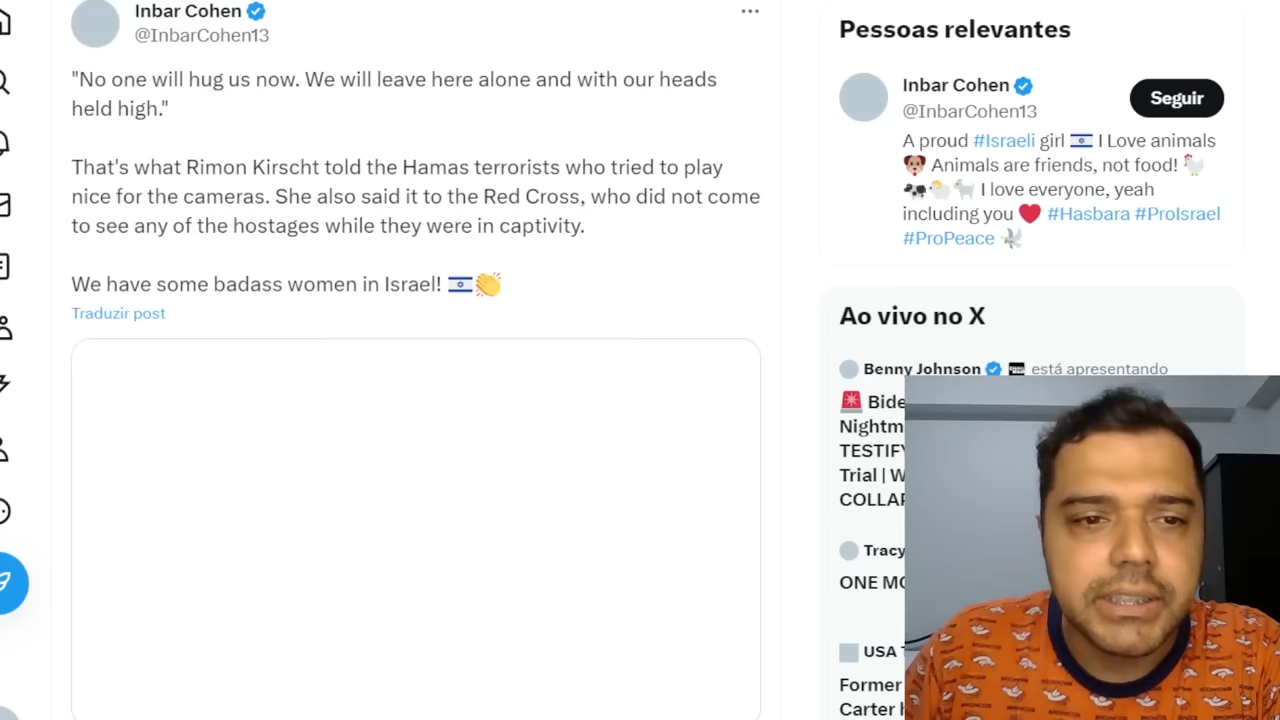 Inbar Cohen
@InbarCohen13
"No one will hug us now. We will leave here alone and with our heads
held high."
That's what Rimon Kirscht told the Hamas terrorists who tried to play
nice for the cameras. She also said it to the Red Cross, who did not come
to see any of the hostages while they were in captivity.
We have some badass women in Israel! 🇮🇱👏
Traduzir post
Pessoas relevantes
Inbar Cohen
@InbarCohen13
Seguir
A proud #Israeli girl 🇮🇱 I Love animals
🐶 Animals are friends, not food! 🐔
🐄🐑🐐 I love everyone, yeah
including you ❤️ #Hasbara #ProIsrael
#ProPeace 🕊️
Ao vivo no X
Benny Johnson está apresentando
🚨 Bide
Nightm
TESTIFY
Trial | W
COLLAP
Tracy
ONE MO
USA
Former
Carter